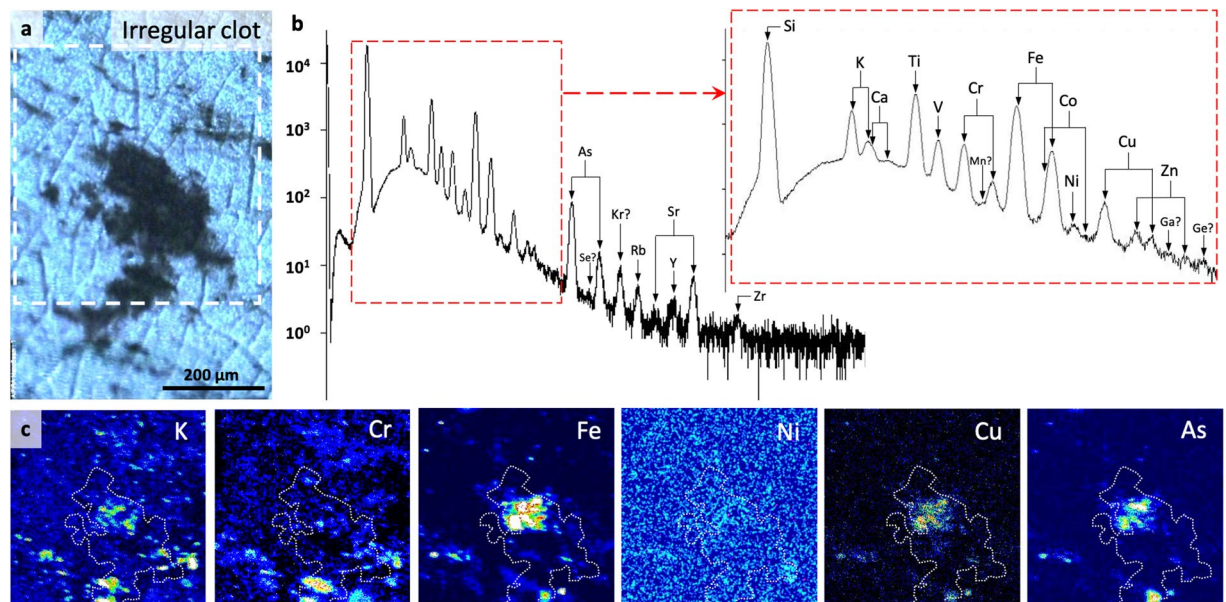 a
Irregular clot
200 μm
b
10⁴
10³
10²
10¹
10⁰
As
Se?
Kr?
Rb
Sr
Y
Zr
Si
K
Ca
Ti
V
Cr
Mn?
Fe
Co
Ni
Cu
Zn
Ga?
Ge?
c
K
Cr
Fe
Ni
Cu
As